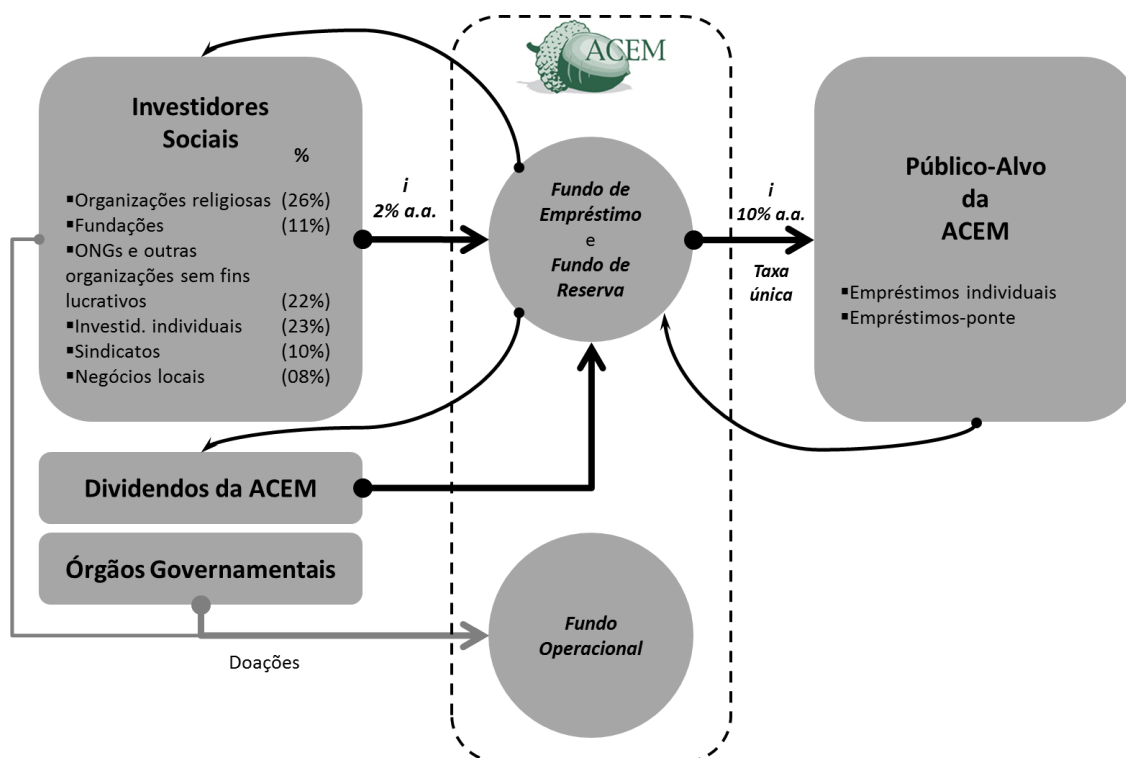 ACEM
Investidores
Sociais
%
▪Organizações religiosas (26%)
▪Fundações (11%)
▪ONGs e outras
organizações sem fins
lucrativos (22%)
▪Investid. individuais (23%)
▪Sindicatos (10%)
▪Negócios locais (08%)
i
2% a.a.
Fundo de
Empréstimo
e
Fundo de
Reserva
i
10% a.a.
Taxa
única
Público-Alvo
da
ACEM
▪Empréstimos individuais
▪Empréstimos-ponte
Dividendos da ACEM
Órgãos Governamentais
Doações
Fundo
Operacional